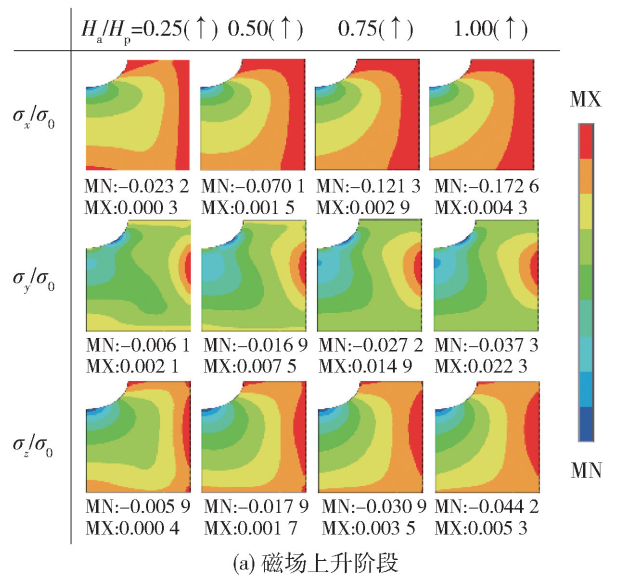 Ha/Hp=0.25(↑) 0.50(↑) 0.75(↑) 1.00(↑)
MX
σx/σ0
MN:-0.023 2 MN:-0.070 1 MN:-0.121 3 MN:-0.172 6
MX:0.000 3 MX:0.001 5 MX:0.002 9 MX:0.004 3
σy/σ0
MN:-0.006 1 MN:-0.016 9 MN:-0.027 2 MN:-0.037 3
MX:0.002 1 MX:0.007 5 MX:0.014 9 MX:0.022 3
σz/σ0
MN
MN:-0.005 9 MN:-0.017 9 MN:-0.030 9 MN:-0.044 2
MX:0.000 4 MX:0.001 7 MX:0.003 5 MX:0.005 3
(a) 磁场上升阶段